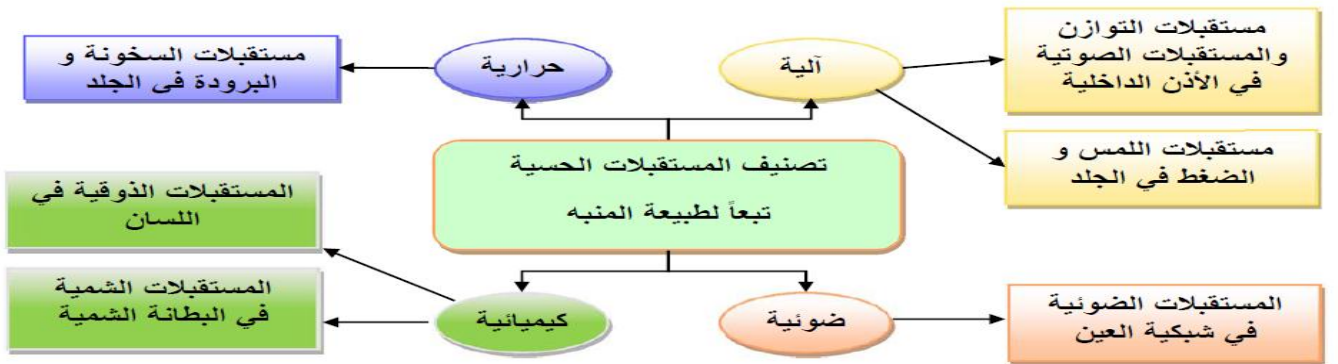 مستقبلات التوازن
والمستقبلات الصوتية
في الأذن الداخلية
آلية
حرارية
مستقبلات السخونة و
البرودة في الجلد
مستقبلات اللمس و
الضغط في الجلد
تصنيف المستقبلات الحسية
تبعاً لطبيعة المنبه
المستقبلات الذوقية في
اللسان
المستقبلات الضوئية
في شبكية العين
ضوئية
كيميائية
المستقبلات الشمية
في البطانة الشمية